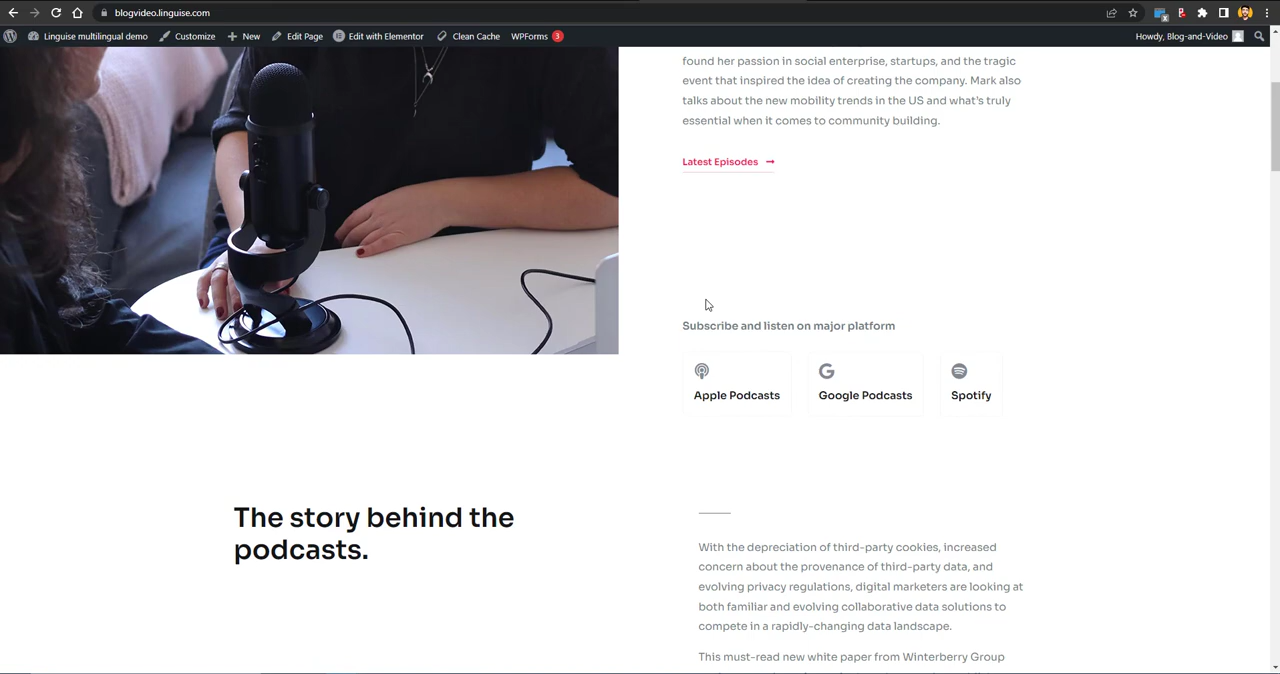 blogvideo.linguise.com
Linguise multilingual demo Customize New Edit Page Edit with Elementor Clean Cache WPForms 3 Howdy, Blog-and-Video
found her passion in social enterprise, startups, and the tragic
event that inspired the idea of creating the company. Mark also
talks about the new mobility trends in the US and what's truly
essential when it comes to community building.
Latest Episodes →
Subscribe and listen on major platform
Apple Podcasts Google Podcasts Spotify
The story behind the
podcasts.
With the depreciation of third-party cookies, increased
concern about the provenance of third-party data, and
evolving privacy regulations, digital marketers are looking at
both familiar and evolving collaborative data solutions to
compete in a rapidly-changing data landscape.
This must-read new white paper from Winterberry Group